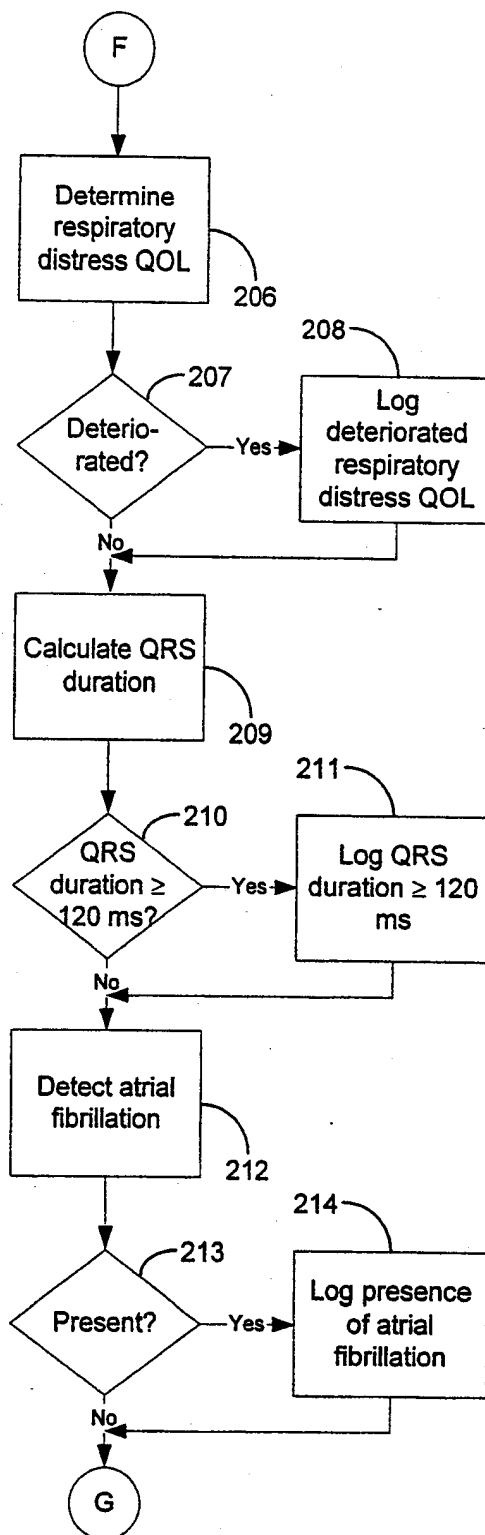 F
Determine
respiratory
distress QOL
206
207
208
Deterio-
rated?
Yes
Log
deteriorated
respiratory
distress QOL
No
Calculate QRS
duration
209
210
211
QRS
duration ≥
120 ms?
Yes
Log QRS
duration ≥ 120
ms
No
Detect atrial
fibrillation
212
213
214
Present?
Yes
Log presence
of atrial
fibrillation
No
G